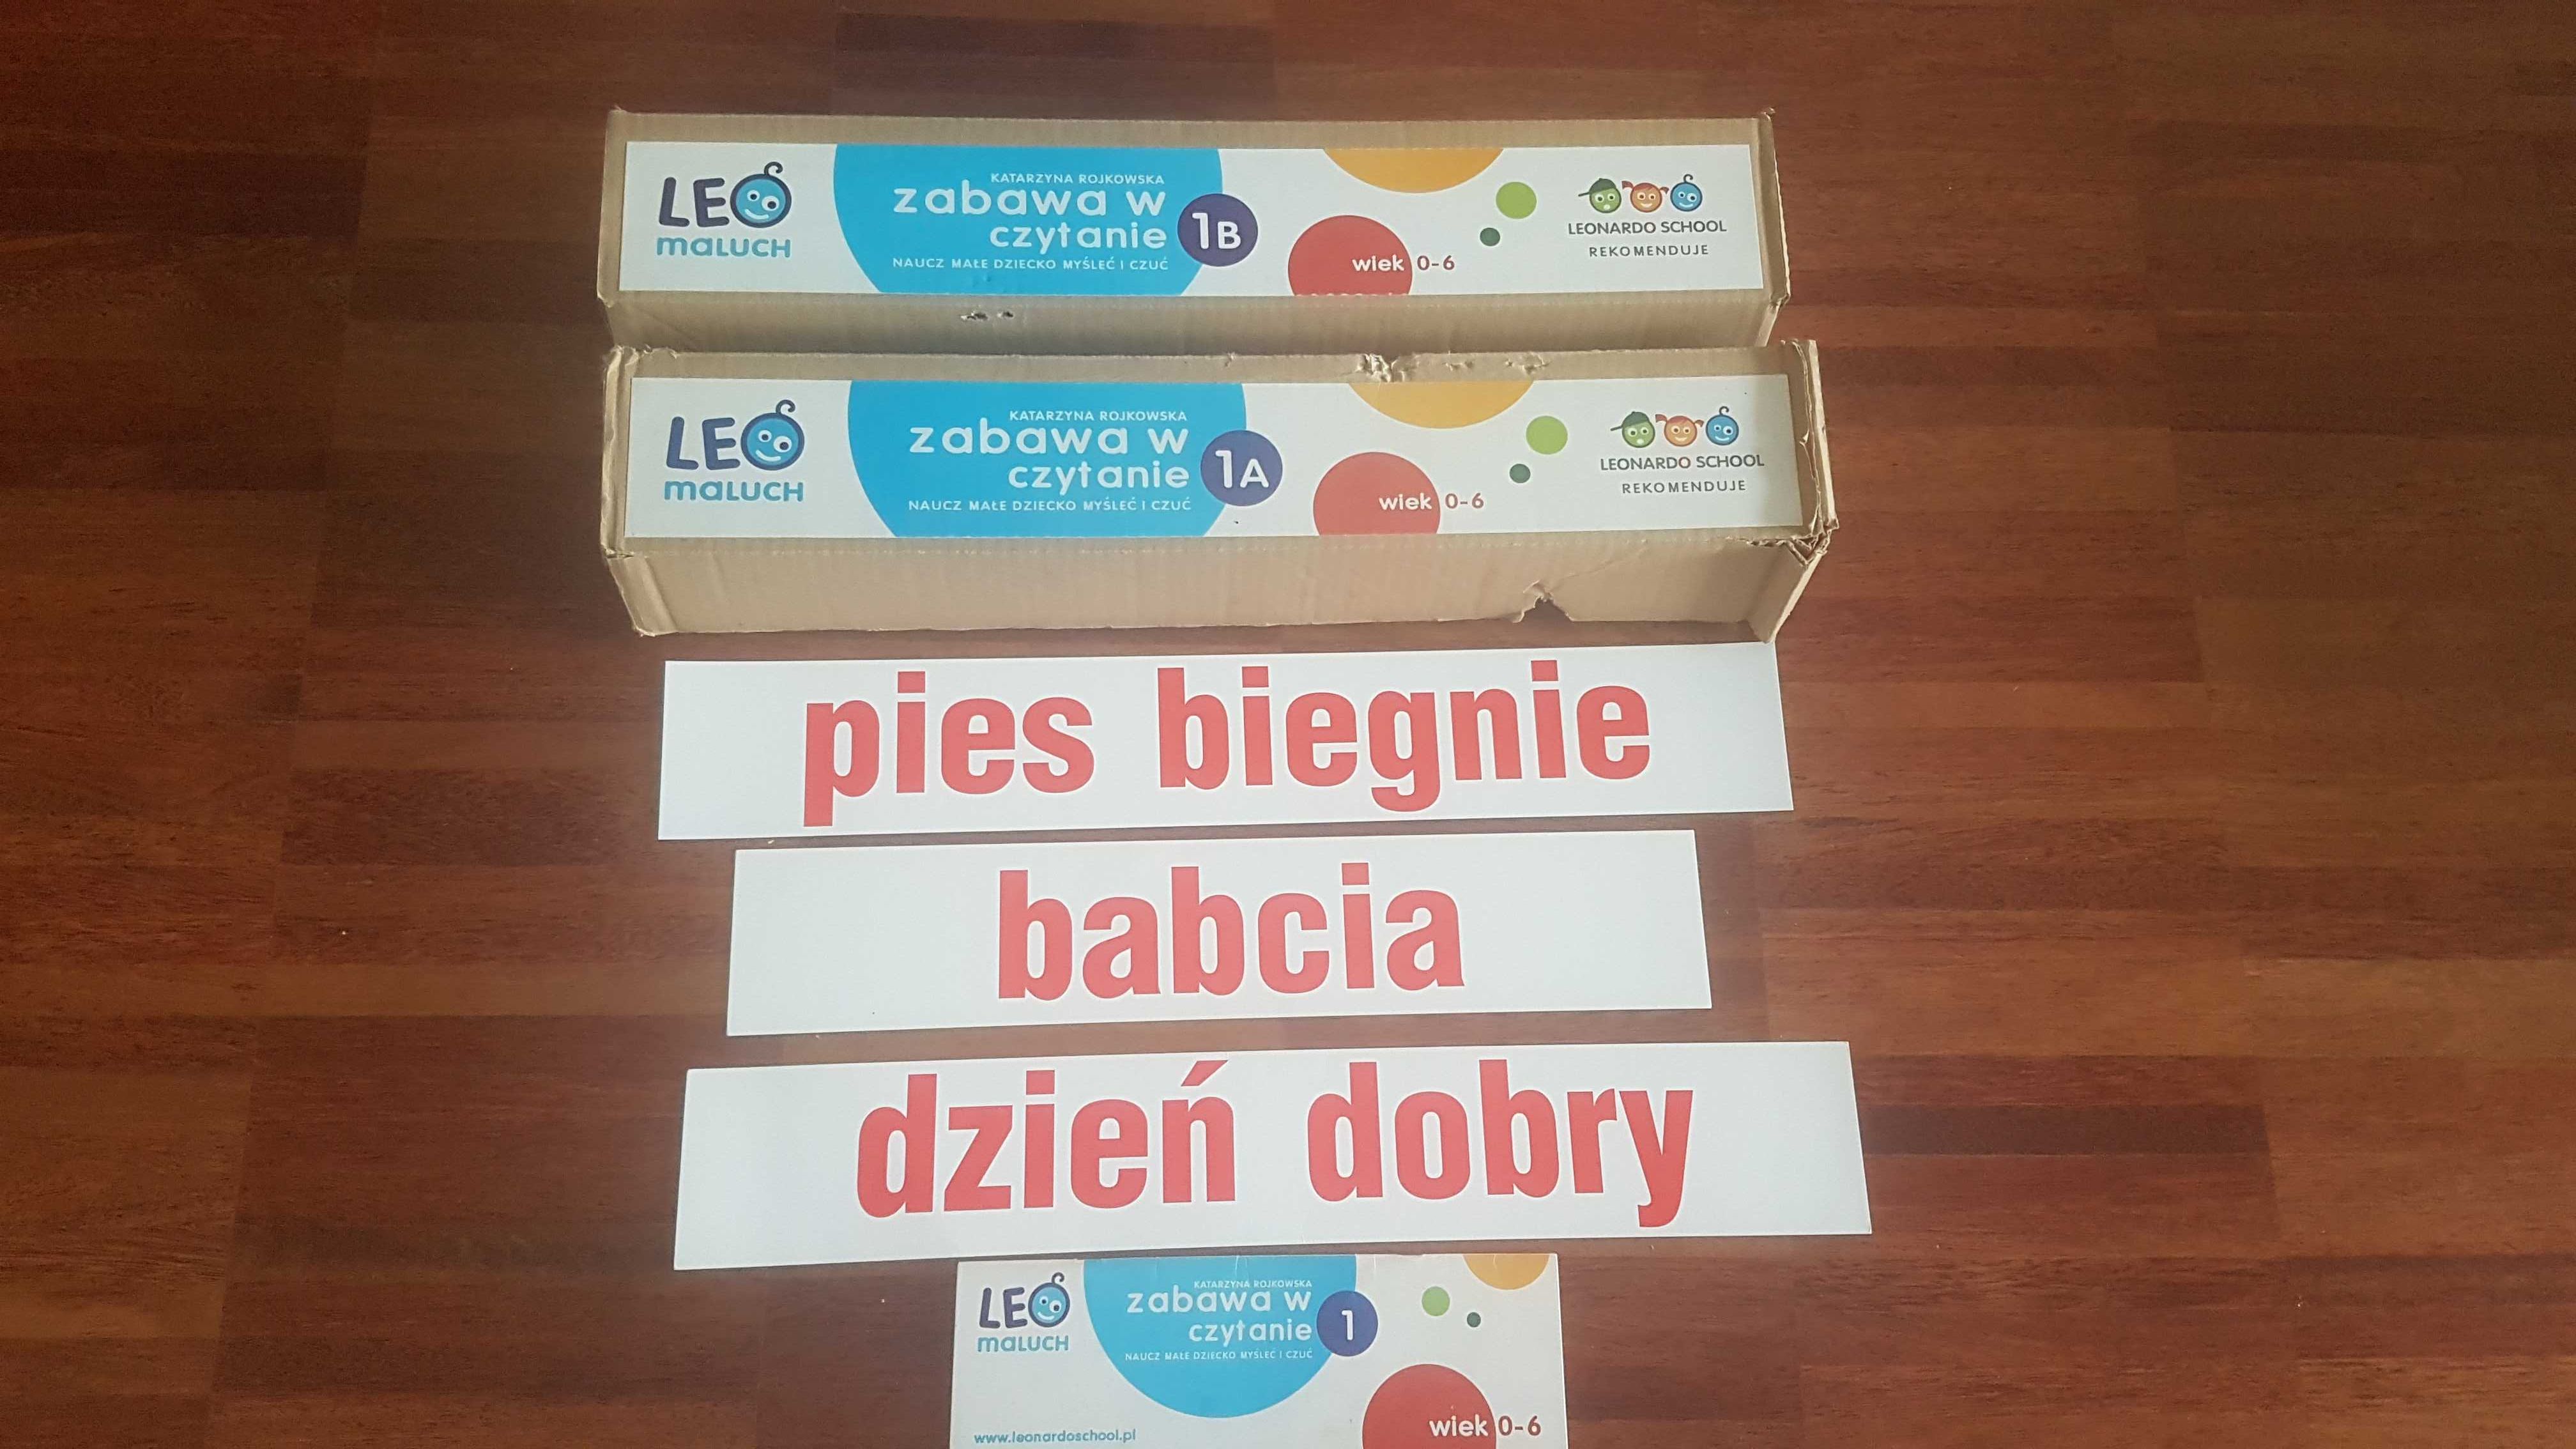 LEO
maLUCH
KATARZYNA ROJKOWSKA
zabawa w
czytanie
1B
NAUCZ MAŁE DZIECKO MYŚLEĆ I CZUĆ
wiek 0-6
LEONARDO SCHOOL
REKOMENDUJE
LEO
maLUCH
KATARZYNA ROJKOWSKA
zabawa w
czytanie
1A
NAUCZ MAŁE DZIECKO MYŚLEĆ I CZUĆ
wiek 0-6
LEONARDO SCHOOL
REKOMENDUJE
pies biegnie
babcia
dzień dobry
LEO
maLUCH
KATARZYNA ROJKOWSKA
zabawa w
czytanie
1
NAUCZ MAŁE DZIECKO MYŚLEĆ I CZUĆ
www.leonardoschool.pl
wiek 0-6